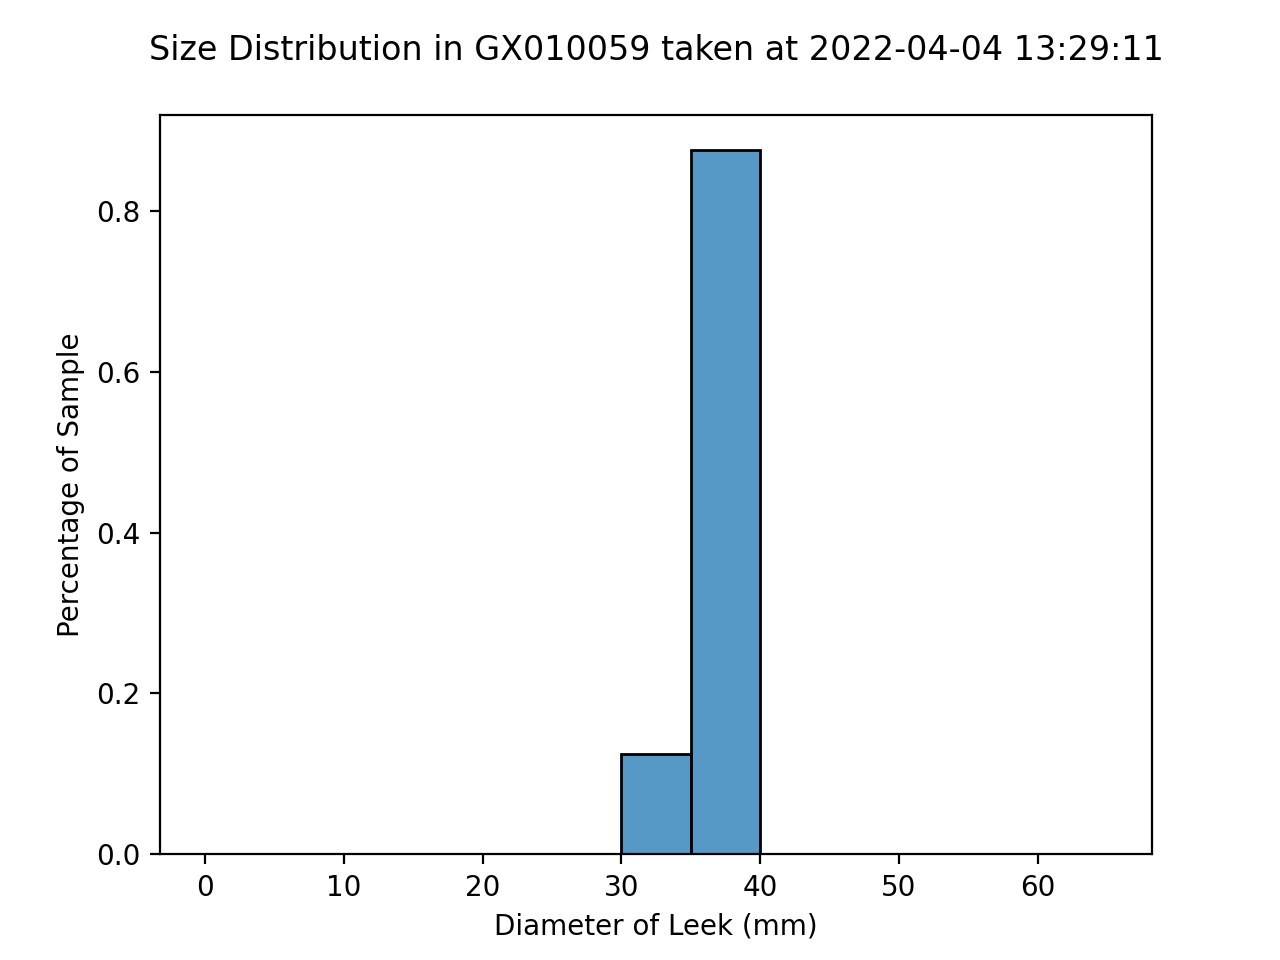 Size Distribution in GX010059 taken at 2022-04-04 13:29:11
Percentage of Sample
0.8
0.6
0.4
0.2
0.0
0 10 20 30 40 50 60
Diameter of Leek (mm)